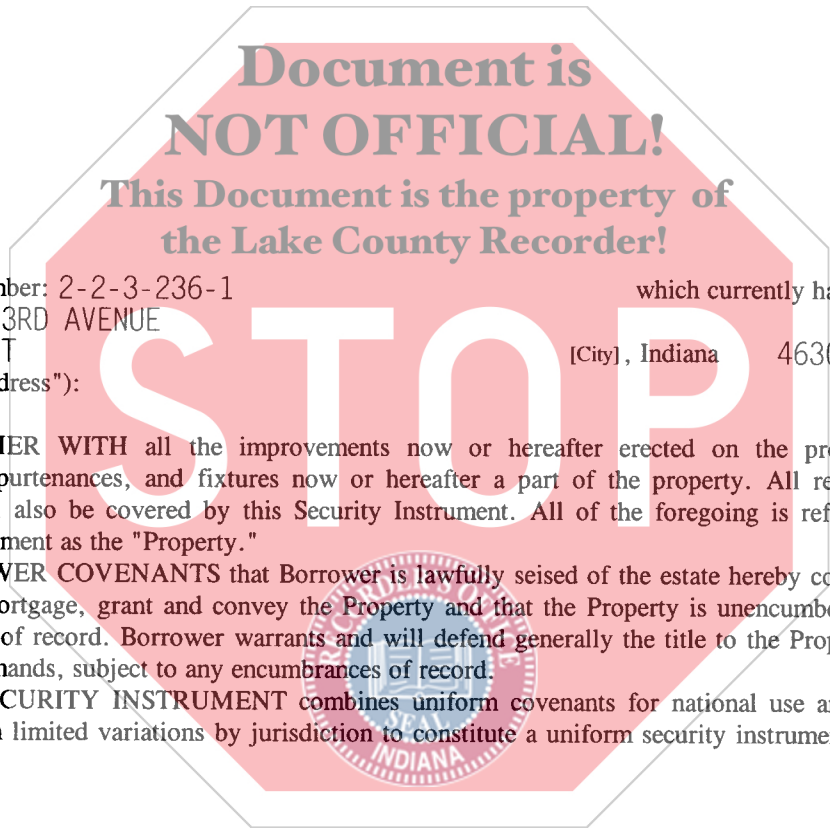 Document is
NOT OFFICIAL!
This Document is the property of
the Lake County Recorder!
nber: 2-2-3-236-1 which currently ha
3RD AVENUE
T [City], Indiana 4630
dress"):
STOP
IER WITH all the improvements now or hereafter erected on the pro
purtenances, and fixtures now or hereafter a part of the property. All re
also be covered by this Security Instrument. All of the foregoing is ref
ment as the "Property."
VER COVENANTS that Borrower is lawfully seised of the estate hereby co
ortgage, grant and convey the Property and that the Property is unencumbe
of record. Borrower warrants and will defend generally the title to the Prop
nands, subject to any encumbrances of record.
CURITY INSTRUMENT combines uniform covenants for national use a
limited variations by jurisdiction to constitute a uniform security instrume
RECORDER'S OFFICE
SEAL
INDIANA